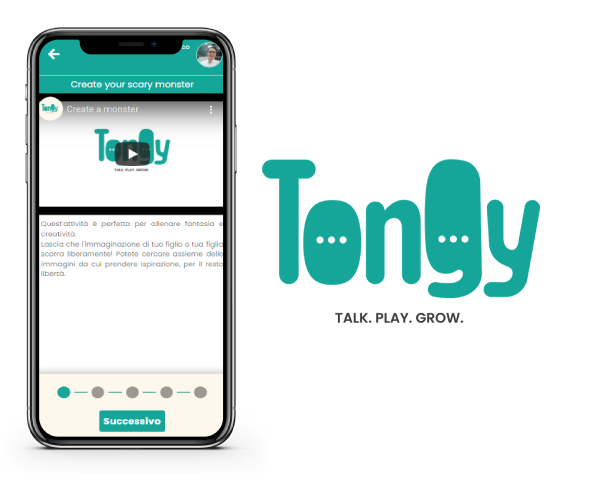 Create your scary monster
Tongy
Create a monster
Tongy
TALK. PLAY. GROW.
Quest'attività è perfetta per allenare fantasia e
creatività.
Lascia che l'immaginazione di tuo figlio o tua figlia
scorra liberamente! Potete cercare assieme delle
immagini da cui prendere ispirazione, per il resto
libertà.
Successivo
Tongy
TALK. PLAY. GROW.